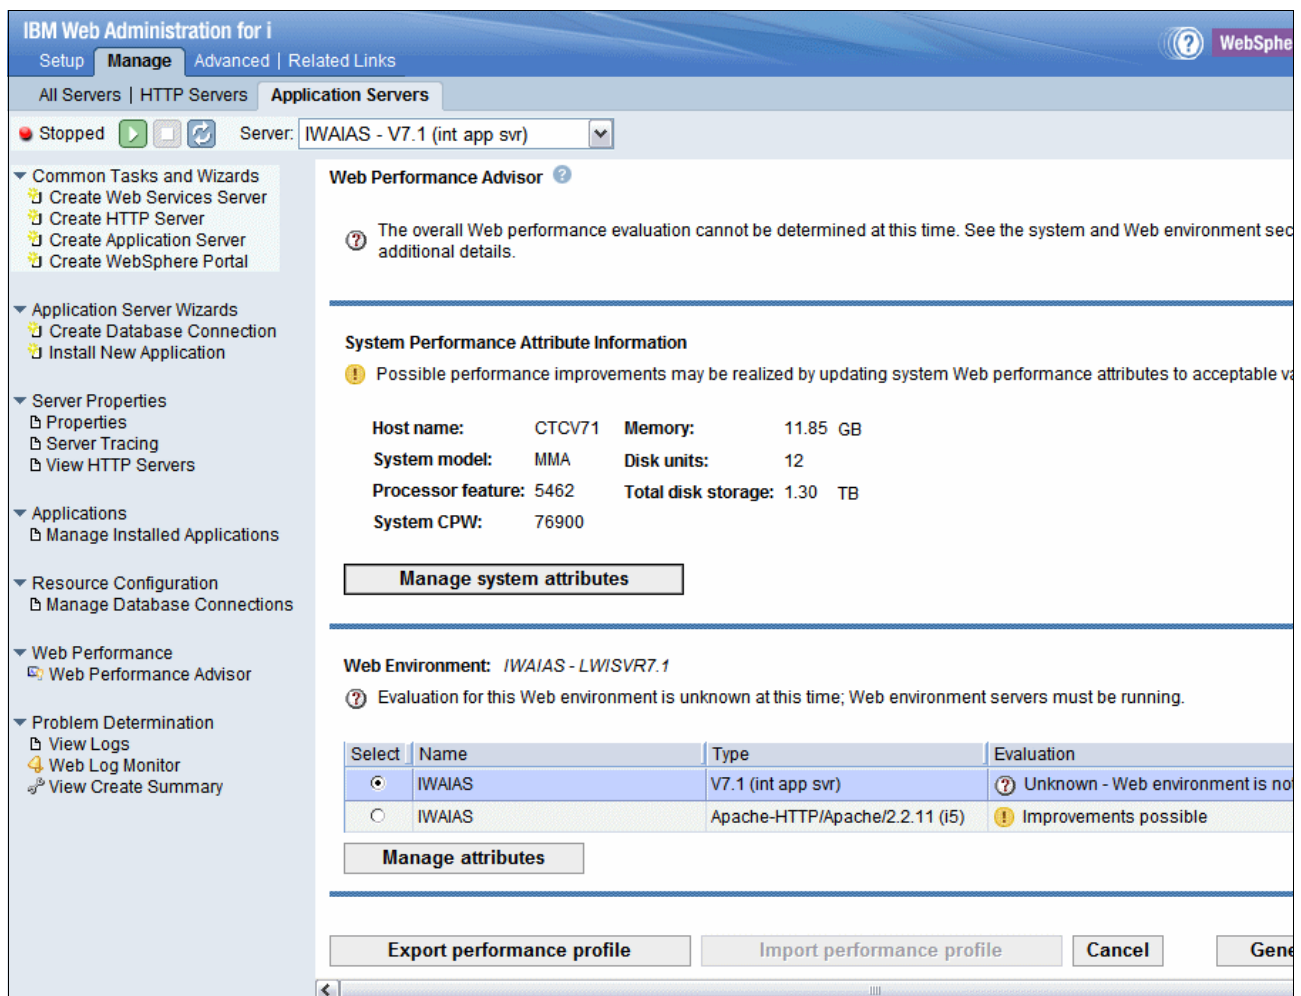 IBM Web Administration for i
Setup Manage Advanced | Related Links
WebSphe
All Servers | HTTP Servers Application Servers
Stopped Server: IWAIAS - V7.1 (int app svr)
Common Tasks and Wizards
Create Web Services Server
Create HTTP Server
Create Application Server
Create WebSphere Portal
Application Server Wizards
Create Database Connection
Install New Application
Server Properties
Properties
Server Tracing
View HTTP Servers
Applications
Manage Installed Applications
Resource Configuration
Manage Database Connections
Web Performance
Web Performance Advisor
Problem Determination
View Logs
Web Log Monitor
View Create Summary
Web Performance Advisor
The overall Web performance evaluation cannot be determined at this time. See the system and Web environment sec
additional details.
System Performance Attribute Information
Possible performance improvements may be realized by updating system Web performance attributes to acceptable va
Host name: CTCV71 Memory: 11.85 GB
System model: MMA Disk units: 12
Processor feature: 5462 Total disk storage: 1.30 TB
System CPW: 76900
Manage system attributes
Web Environment: IWAIAS - LWISVR7.1
Evaluation for this Web environment is unknown at this time; Web environment servers must be running.
Select Name Type Evaluation
IWAIAS V7.1 (int app svr) Unknown - Web environment is not
IWAIAS Apache-HTTP/Apache/2.2.11 (i5) Improvements possible
Manage attributes
Export performance profile Import performance profile Cancel Gene